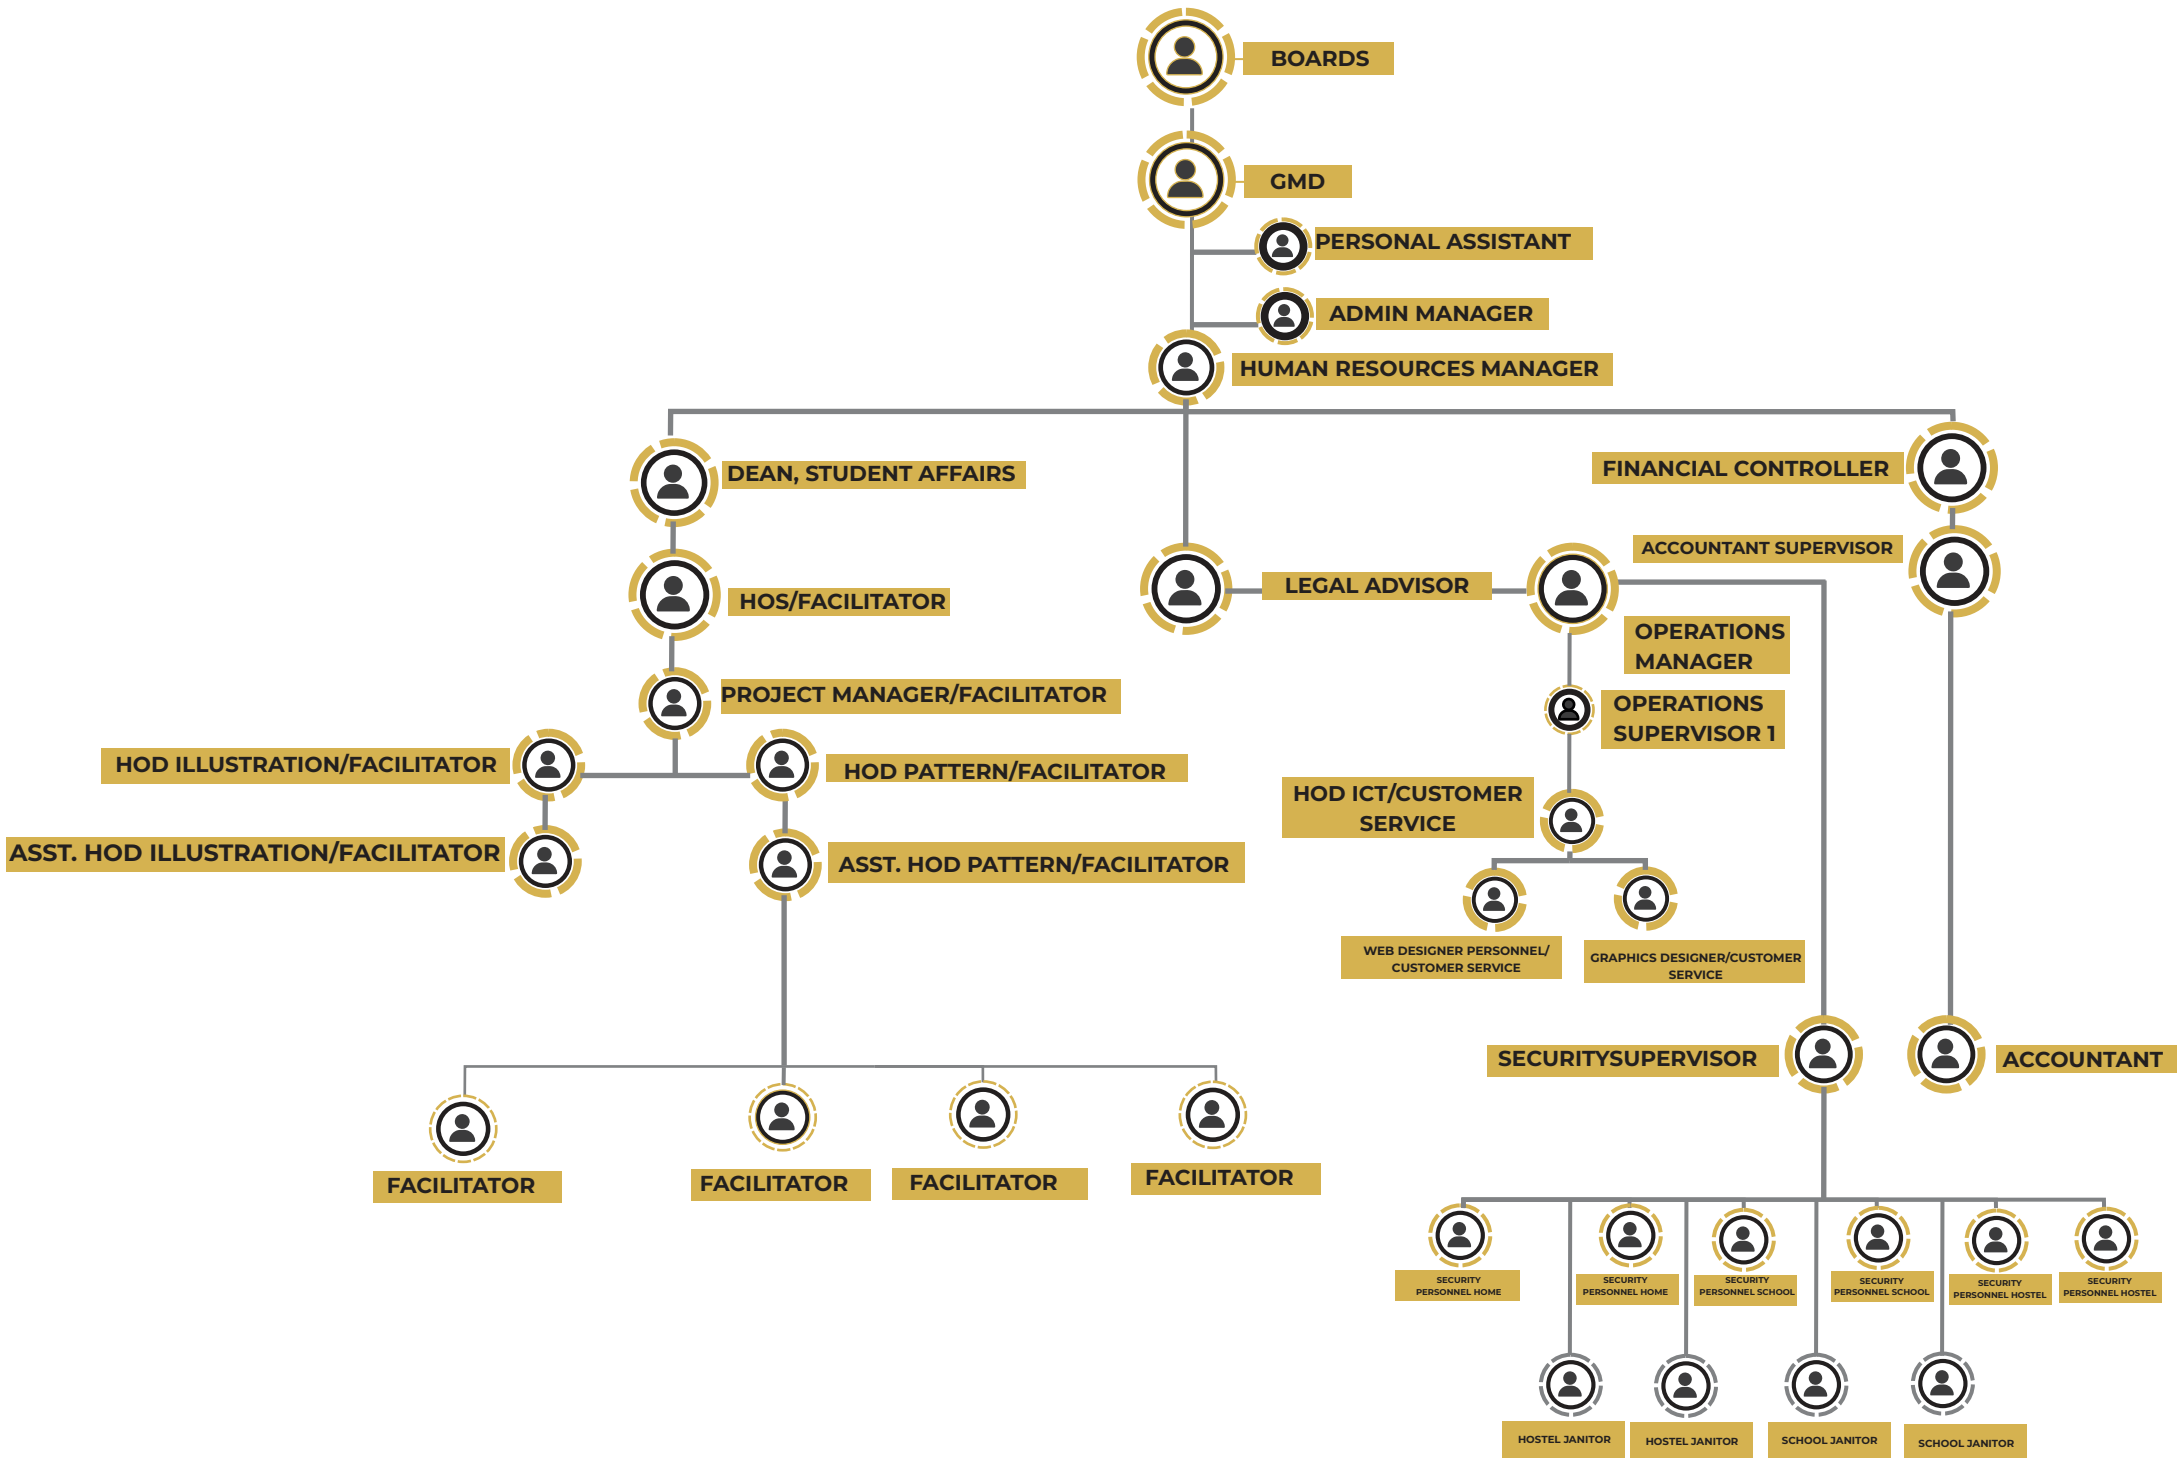 BOARDS
GMD
PERSONAL ASSISTANT
ADMIN MANAGER
HUMAN RESOURCES MANAGER
DEAN, STUDENT AFFAIRS
FINANCIAL CONTROLLER
ACCOUNTANT SUPERVISOR
HOS/FACILITATOR
LEGAL ADVISOR
OPERATIONS
MANAGER
PROJECT MANAGER/FACILITATOR
OPERATIONS
SUPERVISOR 1
HOD ILLUSTRATION/FACILITATOR
HOD PATTERN/FACILITATOR
HOD ICT/CUSTOMER
SERVICE
ASST. HOD ILLUSTRATION/FACILITATOR
ASST. HOD PATTERN/FACILITATOR
WEB DESIGNER PERSONNEL/
CUSTOMER SERVICE
GRAPHICS DESIGNER/CUSTOMER
SERVICE
SECURITYSUPERVISOR
ACCOUNTANT
FACILITATOR
FACILITATOR
FACILITATOR
FACILITATOR
SECURITY
PERSONNEL HOME
SECURITY
PERSONNEL HOME
SECURITY
PERSONNEL SCHOOL
SECURITY
PERSONNEL SCHOOL
SECURITY
PERSONNEL HOSTEL
SECURITY
PERSONNEL HOSTEL
HOSTEL JANITOR
HOSTEL JANITOR
SCHOOL JANITOR
SCHOOL JANITOR